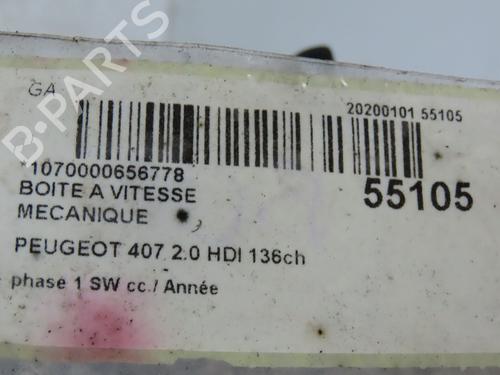 GA
20200101 55105
1070000656778
55105
BOITE A VITESSE
MECANIQUE
PEUGEOT 407 2.0 HDI 136ch
phase 1 SW cc./ Année
B-PARTS